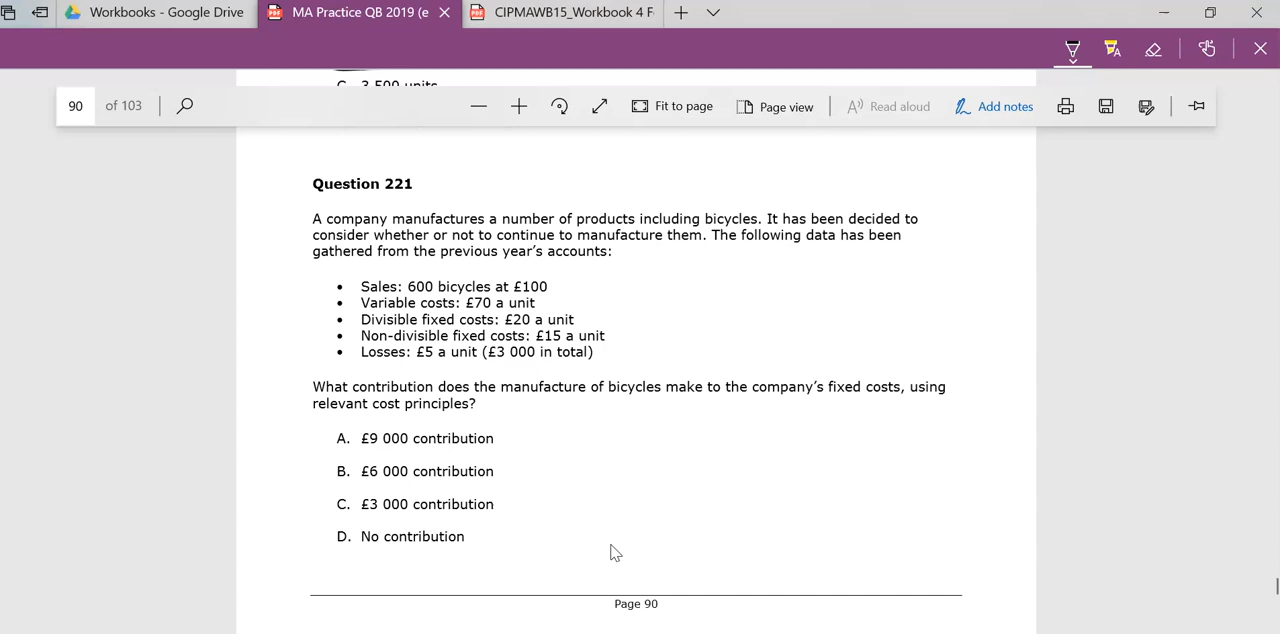 Workbooks - Google Drive
MA Practice QB 2019 (e
CIPMAWB15_Workbook 4 F
C. 3 500 units
90 of 103
Fit to page
Page view
Read aloud
Add notes
Question 221
A company manufactures a number of products including bicycles. It has been decided to
consider whether or not to continue to manufacture them. The following data has been
gathered from the previous year's accounts:
• Sales: 600 bicycles at £100
• Variable costs: £70 a unit
• Divisible fixed costs: £20 a unit
• Non-divisible fixed costs: £15 a unit
• Losses: £5 a unit (£3 000 in total)
What contribution does the manufacture of bicycles make to the company's fixed costs, using
relevant cost principles?
A. £9 000 contribution
B. £6 000 contribution
C. £3 000 contribution
D. No contribution
Page 90